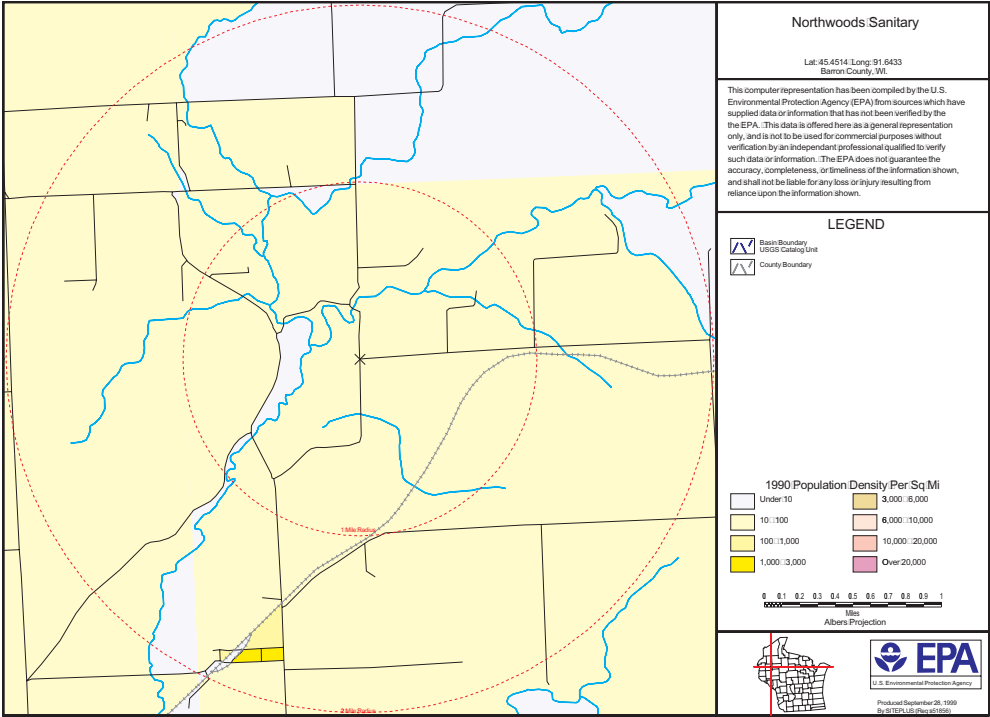 Northwoods Sanitary
Lat: 45.4514 Long: 91.6433
Barron County, WI.
This computer representation has been compiled by the U.S.
Environmental Protection Agency (EPA) from sources which have
supplied data or information that has not been verified by the
the EPA. This data is offered here as a general representation
only, and is not to be used for commercial purposes without
verification by an independant professional qualified to verify
such data or information. The EPA does not guarantee the
accuracy, completeness, or timeliness of the information shown,
and shall not be liable for any loss or injury resulting from
reliance upon the information shown.
LEGEND
Basin Boundary
USGS Catalog Unit
County Boundary
1990 Population Density Per Sq Mi
Under 10
10 100
100 1,000
1,000 3,000
3,000 6,000
6,000 10,000
10,000 20,000
Over 20,000
0 0.1 0.2 0.3 0.4 0.5 0.6 0.7 0.8 0.9 1
Miles
Albers Projection
EPA
U.S. Environmental Protection Agency
Produced September 28, 1999
By SITEPLUS (Req s51856)
1 Mile Radius
2 Mile Radius